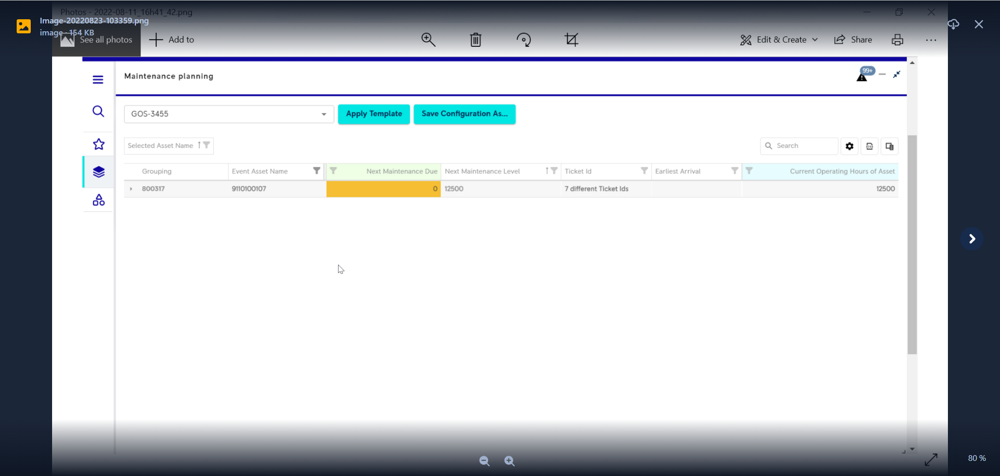 Photos - 2022-08-11_16h41_42.png
Image-20220823-103359.png
image · 154 KB
See all photos
Add to
Edit & Create
Share
Maintenance planning
99+
GOS-3455
Apply Template
Save Configuration As...
Selected Asset Name
Search
Grouping
Event Asset Name
Next Maintenance Due
Next Maintenance Level
Ticket Id
Earliest Arrival
Current Operating Hours of Asset
800317
9110100107
0
12500
7 different Ticket Ids
12500
80 %